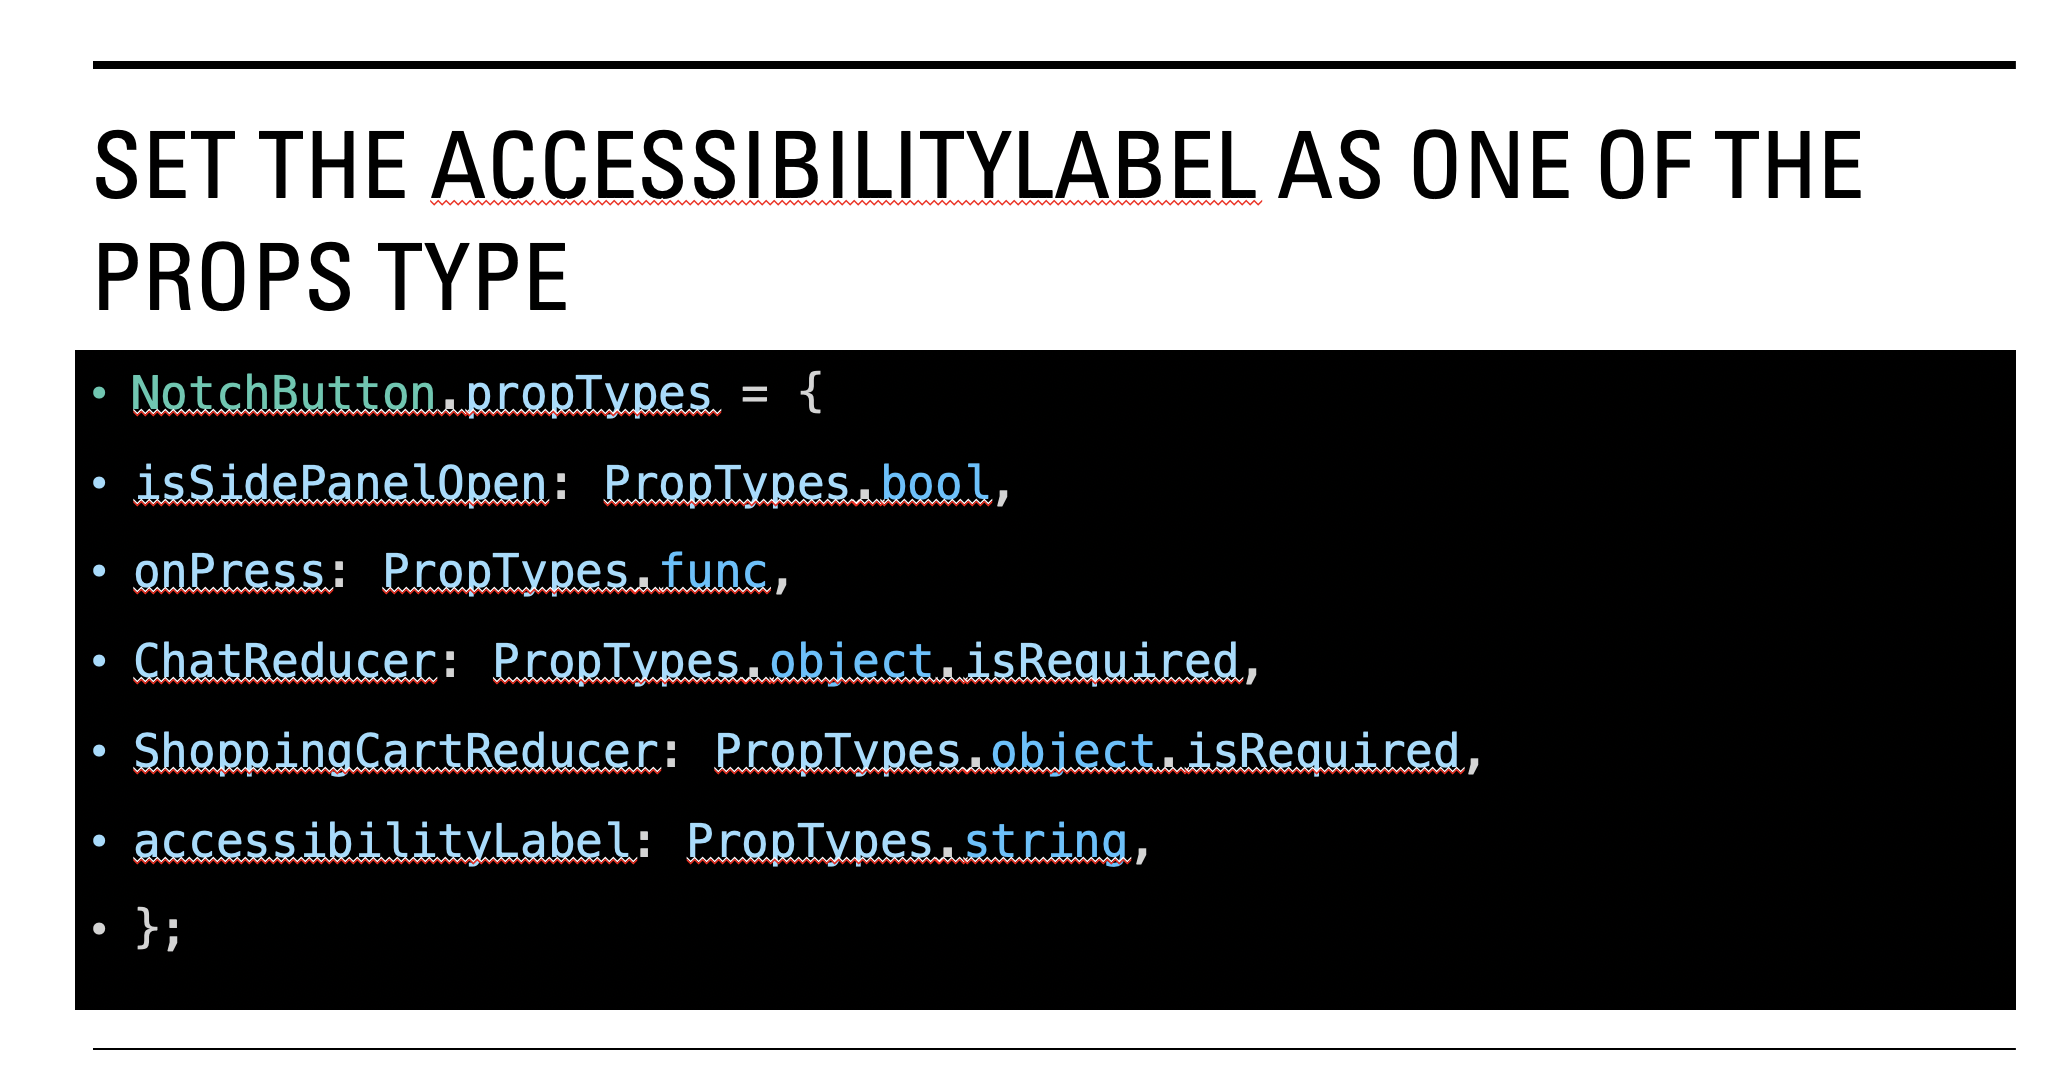 SET THE ACCESSIBILITYLABEL AS ONE OF THE
PROPS TYPE
• NotchButton.propTypes = {
• isSidePanelOpen: PropTypes.bool,
• onPress: PropTypes.func,
• ChatReducer: PropTypes.object.isRequired,
• ShoppingCartReducer: PropTypes.object.isRequired,
• accessibilityLabel: PropTypes.string,
• };